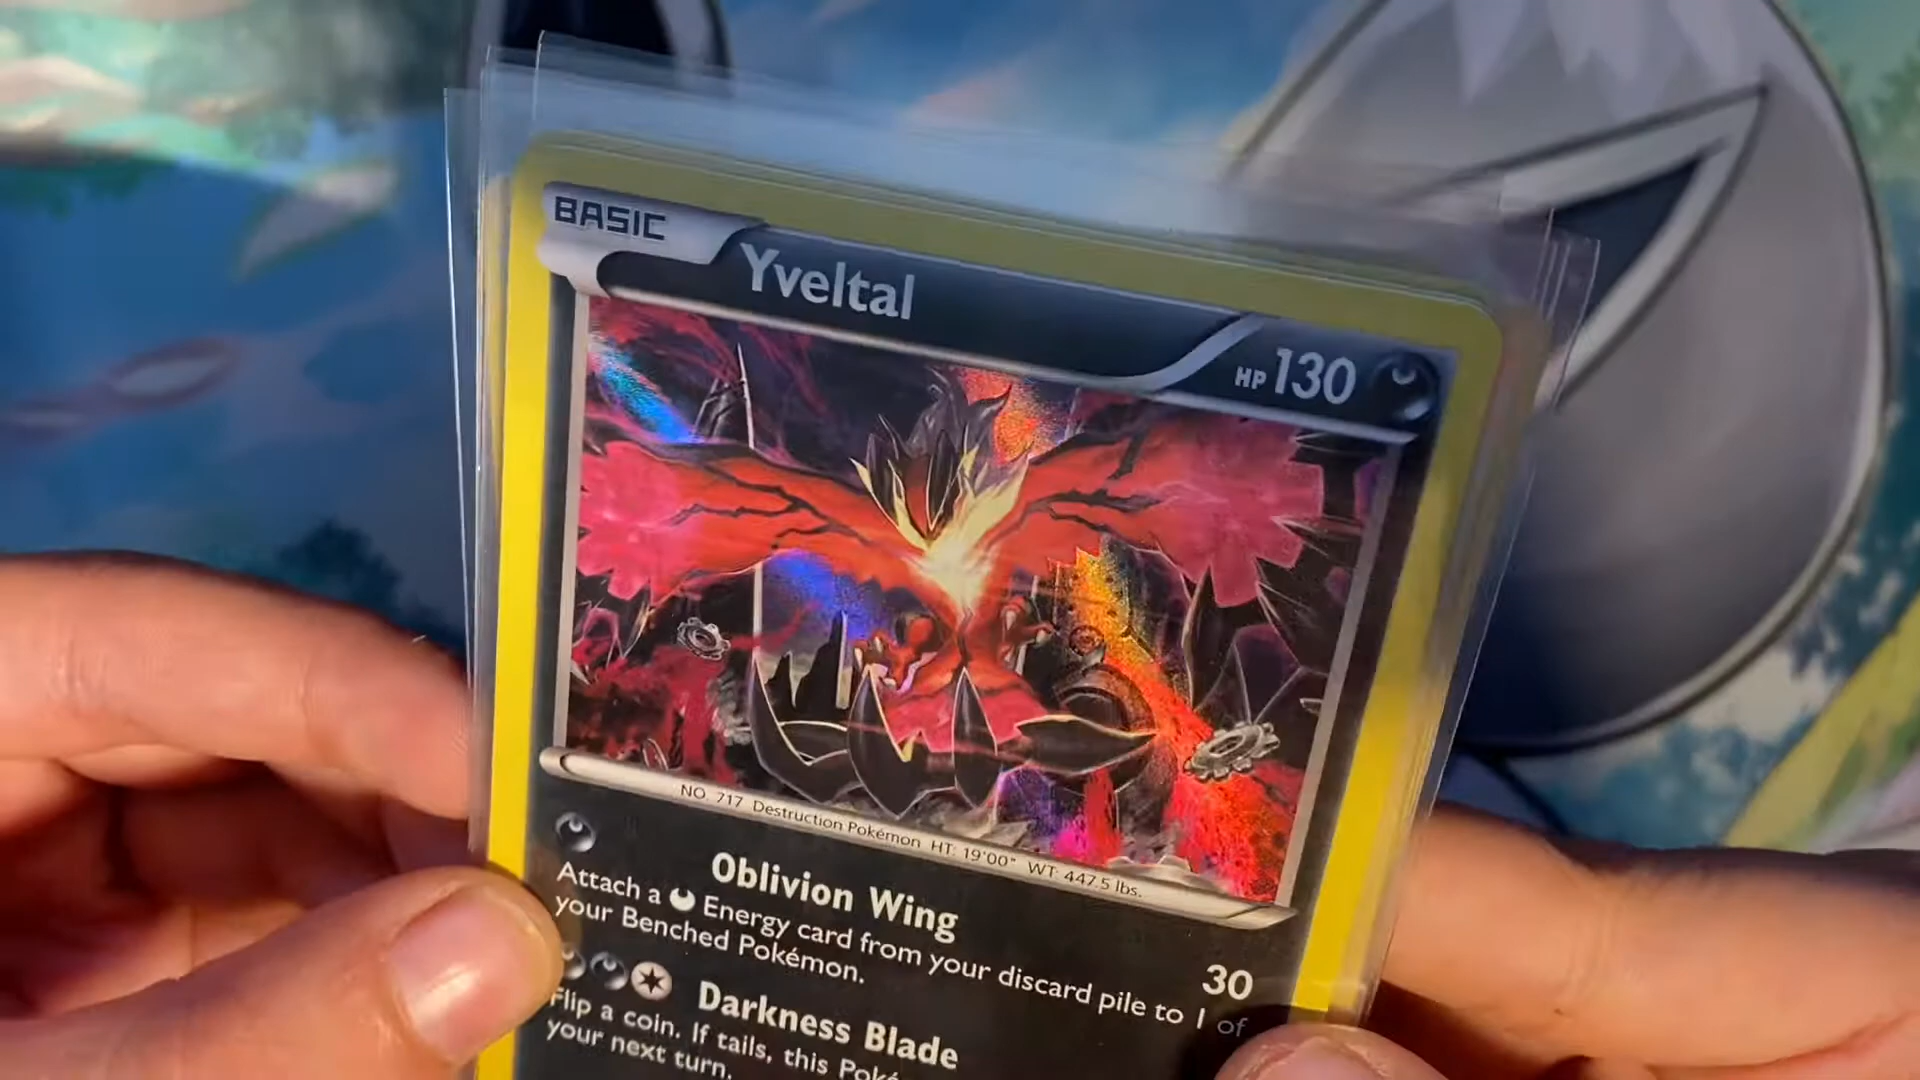 BASIC
Yveltal
HP 130
NO. 717 Destruction Pokémon HT: 19'00" WT: 447.5 lbs.
Oblivion Wing 30
Attach a Energy card from your discard pile to 1 of
your Benched Pokémon.
Darkness Blade
Flip a coin. If tails, this Poké
your next turn.